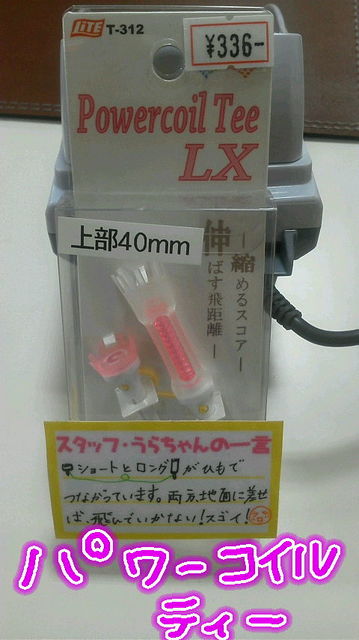 LITE T-312
¥336-
Powercoil Tee
LX
上部40mm
伸ばす飛距離ー
ー縮めるスコアー
スタッフ・うらちゃんの一言
ショートとロングがひもで
つながっています。両方地面に差せ
ば、飛んでいかない!スゴイ!
パワーコイル
ティー